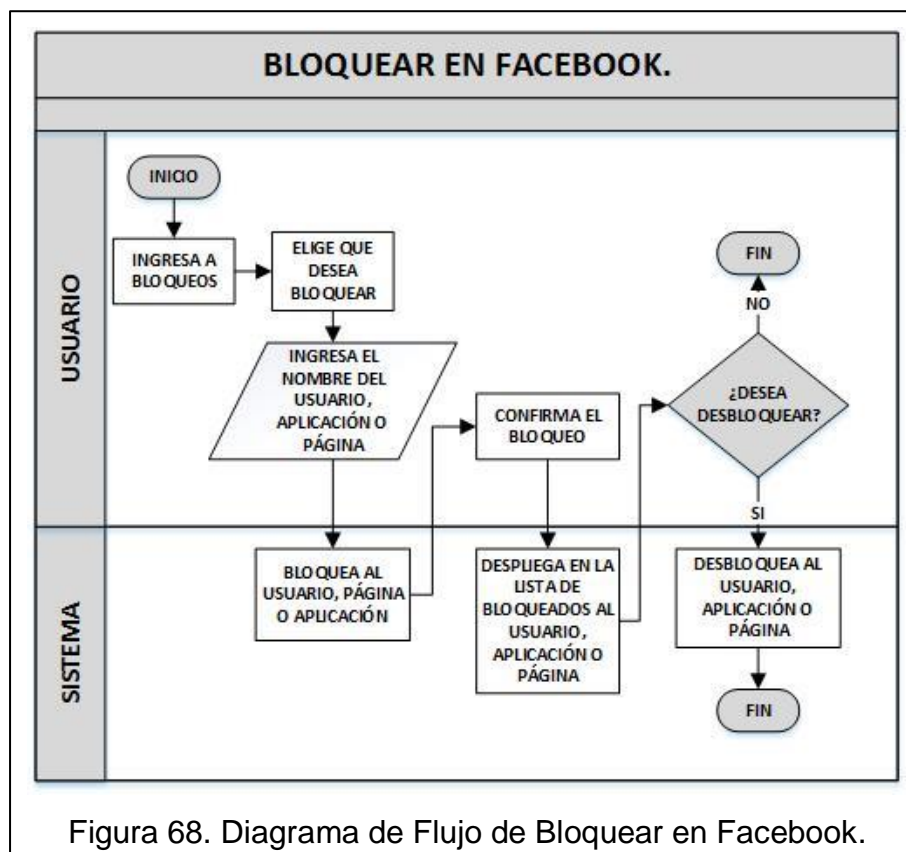 BLOQUEAR EN FACEBOOK.
USUARIO
INICIO
INGRESA A
BLOQUEOS
ELIGE QUE
DESEA
BLOQUEAR
INGRESA EL
NOMBRE DEL
USUARIO,
APLICACIÓN O
PÁGINA
CONFIRMA EL
BLOQUEO
FIN
NO
¿DESEA
DESBLOQUEAR?
SI
SISTEMA
BLOQUEA AL
USUARIO, PÁGINA
O APLICACIÓN
DESPLIEGA EN LA
LISTA DE
BLOQUEADOS AL
USUARIO,
APLICACIÓN O
PÁGINA
DESBLOQUEA AL
USUARIO,
APLICACIÓN O
PÁGINA
FIN
Figura 68. Diagrama de Flujo de Bloquear en Facebook.